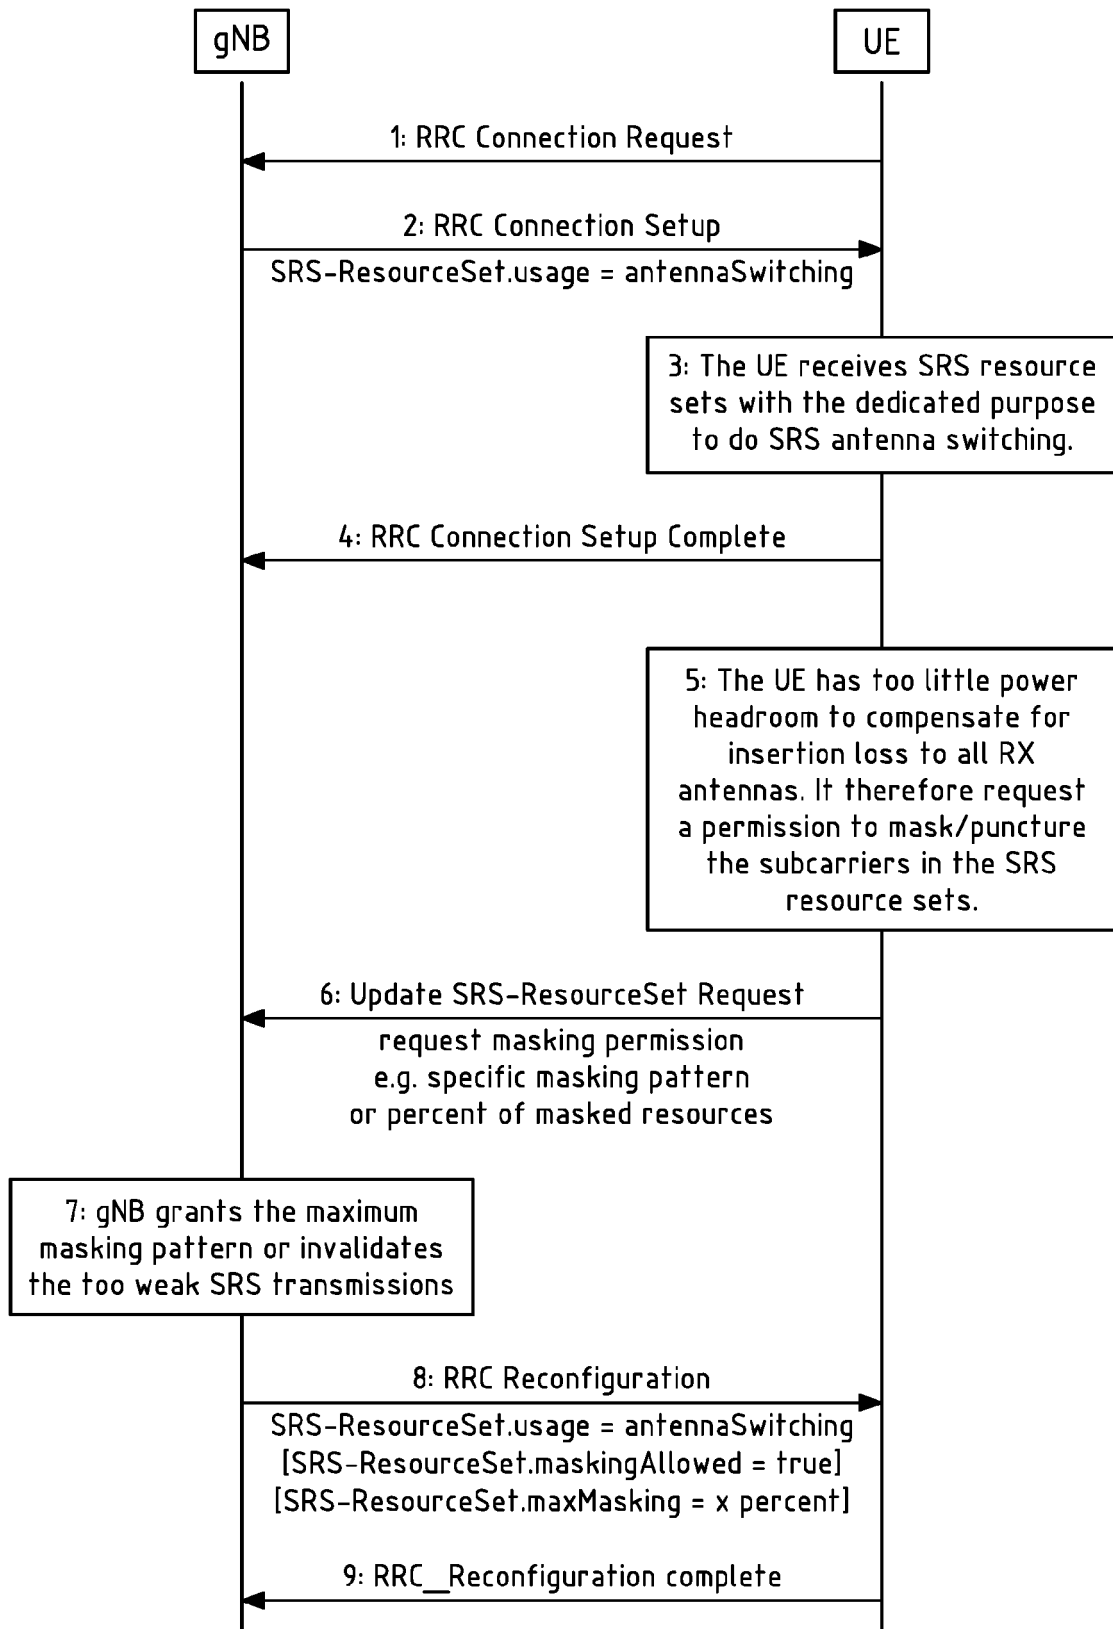 gNB
UE
1: RRC Connection Request
2: RRC Connection Setup
SRS-ResourceSet.usage = antennaSwitching
3: The UE receives SRS resource
sets with the dedicated purpose
to do SRS antenna switching.
4: RRC Connection Setup Complete
5: The UE has too little power
headroom to compensate for
insertion loss to all RX
antennas. It therefore request
a permission to mask/puncture
the subcarriers in the SRS
resource sets.
6: Update SRS-ResourceSet Request
request masking permission
e.g. specific masking pattern
or percent of masked resources
7: gNB grants the maximum
masking pattern or invalidates
the too weak SRS transmissions
8: RRC Reconfiguration
SRS-ResourceSet.usage = antennaSwitching
[SRS-ResourceSet.maskingAllowed = true]
[SRS-ResourceSet.maxMasking = x percent]
9: RRC_Reconfiguration complete